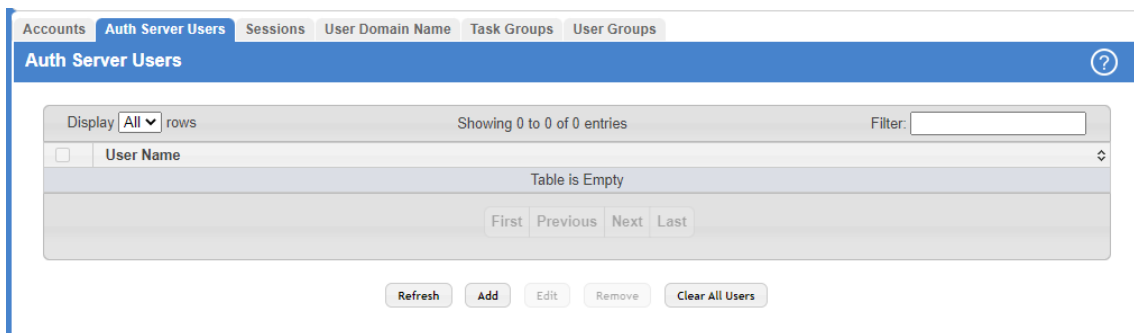 Accounts Auth Server Users Sessions User Domain Name Task Groups User Groups
Auth Server Users ?
Display All rows Showing 0 to 0 of 0 entries Filter:
User Name
Table is Empty
First Previous Next Last
Refresh Add Edit Remove Clear All Users